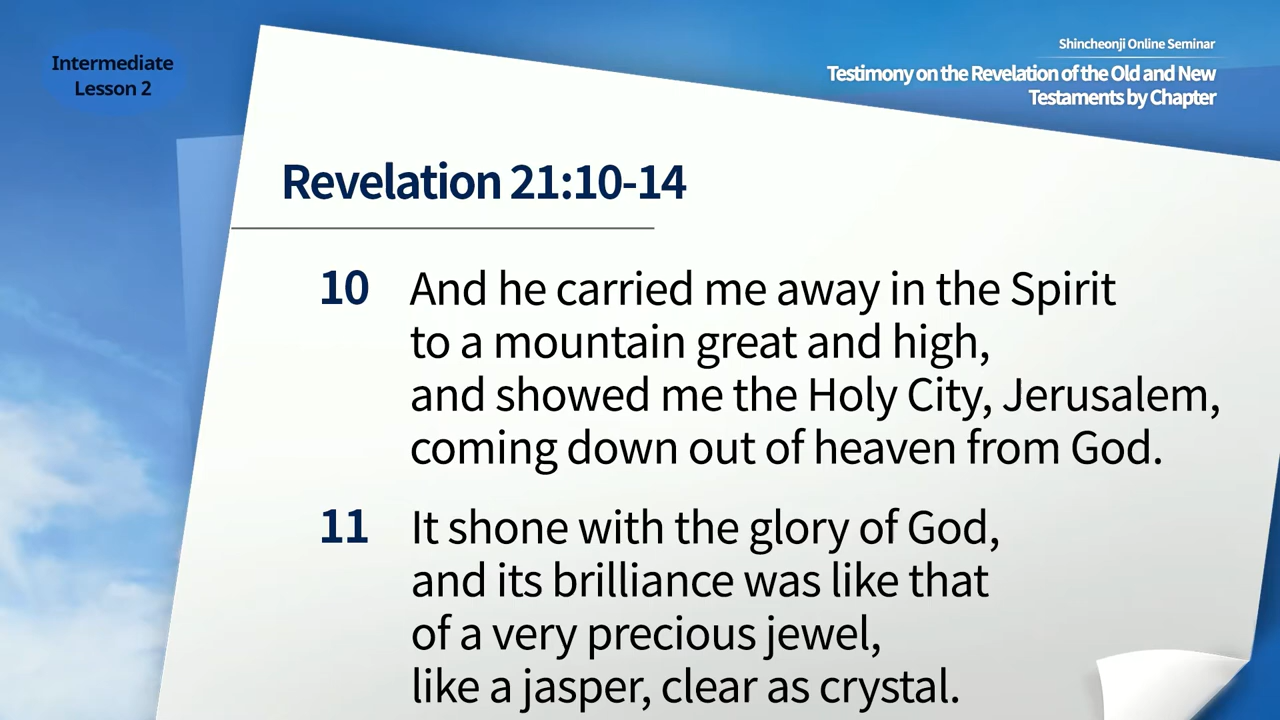 Intermediate
Lesson 2
Shincheonji Online Seminar
Testimony on the Revelation of the Old and New
Testaments by Chapter
Revelation 21:10-14
10 And he carried me away in the Spirit
to a mountain great and high,
and showed me the Holy City, Jerusalem,
coming down out of heaven from God.
11 It shone with the glory of God,
and its brilliance was like that
of a very precious jewel,
like a jasper, clear as crystal.